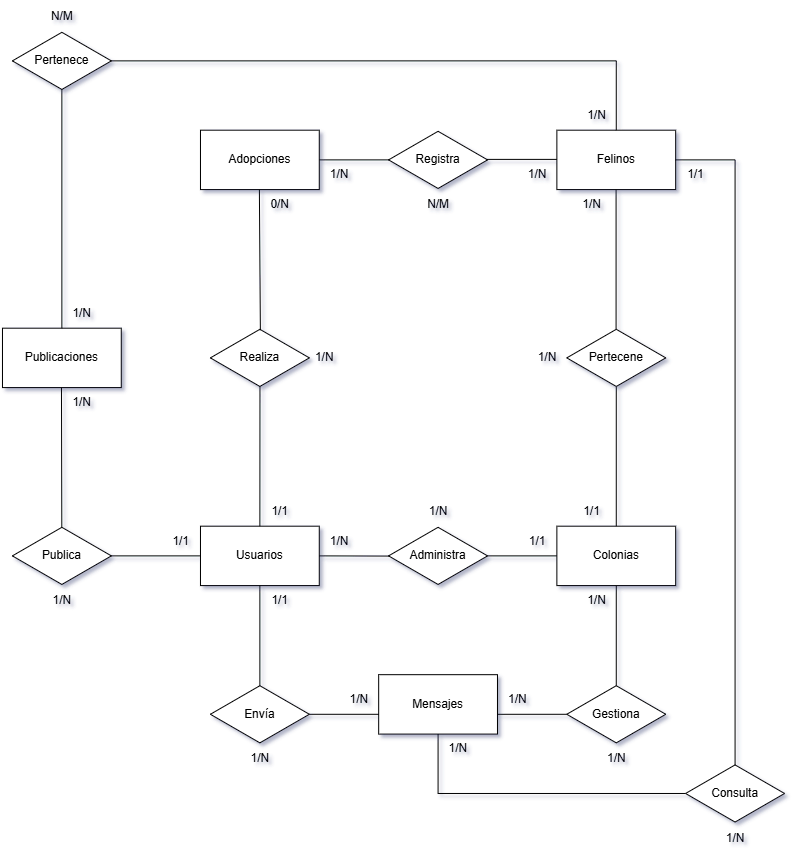 N/M
Pertenece
1/N
Adopciones
1/N
Registra
1/N
Felinos
1/1
0/N
N/M
1/N
1/N
Publicaciones
Realiza
1/N
1/N
Pertecene
1/N
1/1
1/N
1/1
Publica
1/1
Usuarios
1/N
Administra
1/1
Colonias
1/N
1/1
1/N
Envía
1/N
Mensajes
1/N
Gestiona
1/N
1/N
1/N
Consulta
1/N